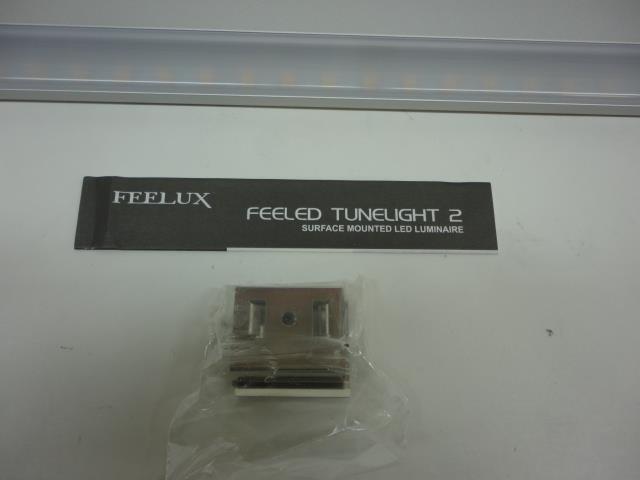 FEELUX
FEELED TUNELIGHT 2
SURFACE MOUNTED LED LUMINAIRE